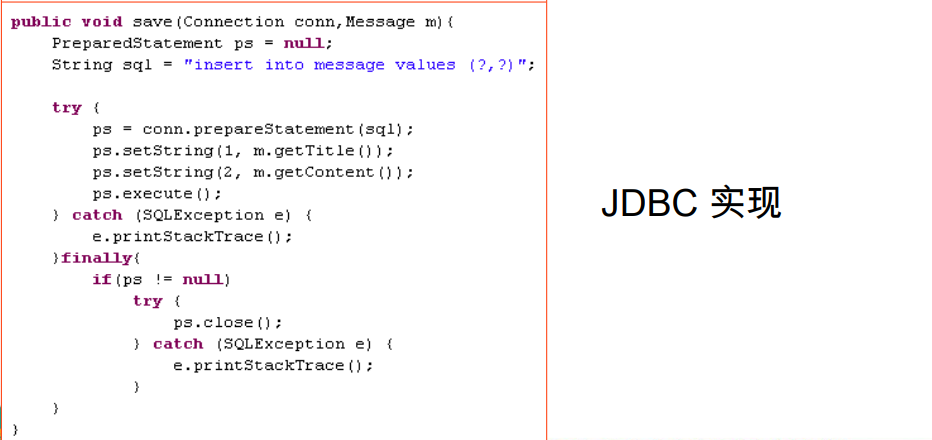 public void save(Connection conn,Message m){
PreparedStatement ps = null;
String sql = "insert into message values (?,?)";
try {
ps = conn.prepareStatement(sql);
ps.setString(1, m.getTitle());
ps.setString(2, m.getContent());
ps.execute();
} catch (SQLException e) {
e.printStackTrace();
}finally{
if(ps != null)
try {
ps.close();
} catch (SQLException e) {
e.printStackTrace();
}
}
}
JDBC 实现